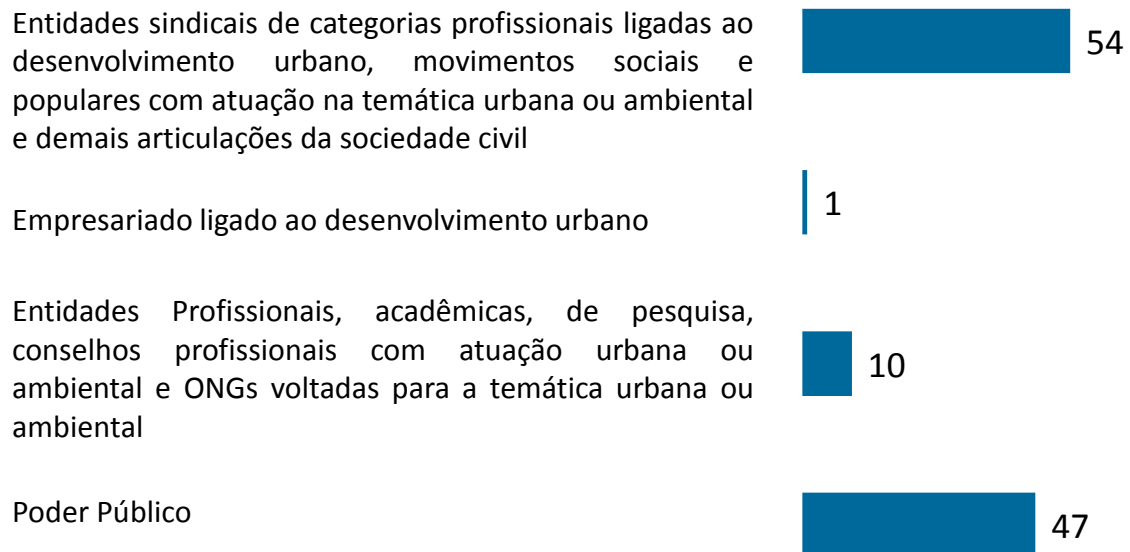 Entidades sindicais de categorias profissionais ligadas ao
desenvolvimento urbano, movimentos sociais e
populares com atuação na temática urbana ou ambiental
e demais articulações da sociedade civil
54
Empresariado ligado ao desenvolvimento urbano
1
Entidades Profissionais, acadêmicas, de pesquisa,
conselhos profissionais com atuação urbana ou
ambiental e ONGs voltadas para a temática urbana ou
ambiental
10
Poder Público
47